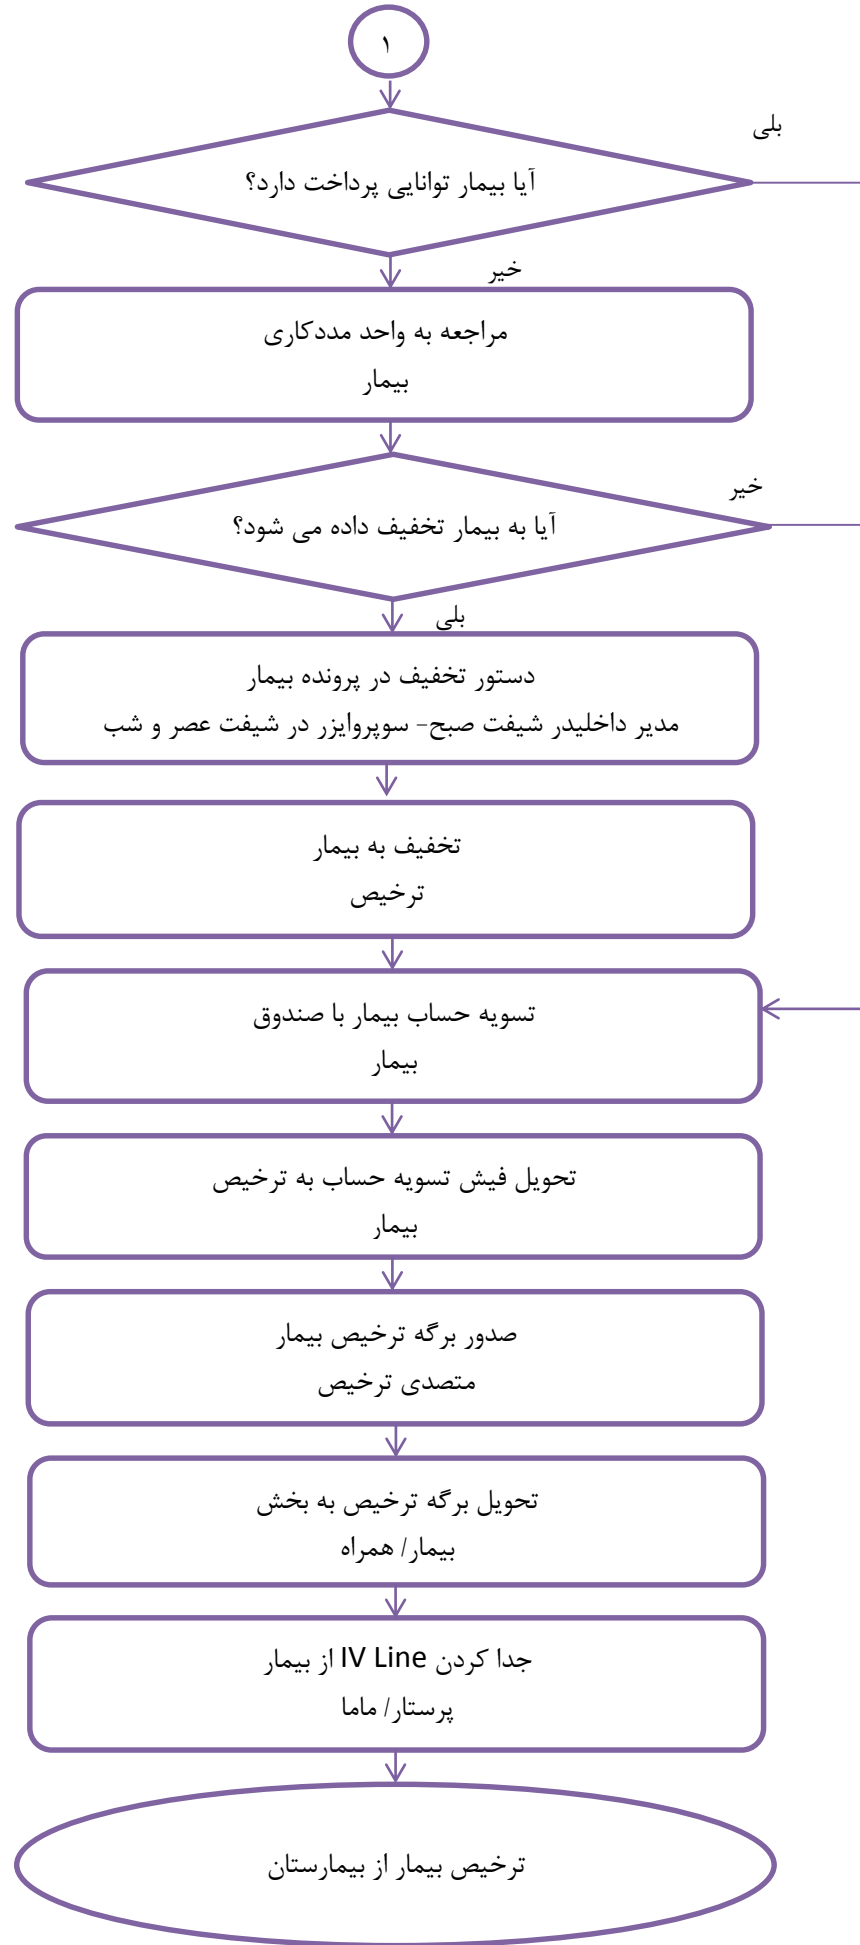 ۱
بلی
آیا بیمار توانایی پرداخت دارد؟
خیر
مراجعه به واحد مددکاری
بیمار
خیر
آیا به بیمار تخفیف داده می شود؟
بلی
دستور تخفیف در پرونده بیمار
مدیر داخلیدر شیفت صبح- سوپروایزر در شیفت عصر و شب
تخفیف به بیمار
ترخیص
تسویه حساب بیمار با صندوق
بیمار
تحویل فیش تسویه حساب به ترخیص
بیمار
صدور برگه ترخیص بیمار
متصدی ترخیص
تحویل برگه ترخیص به بخش
بیمار/ همراه
جدا کردن IV Line از بیمار
پرستار/ ماما
ترخیص بیمار از بیمارستان